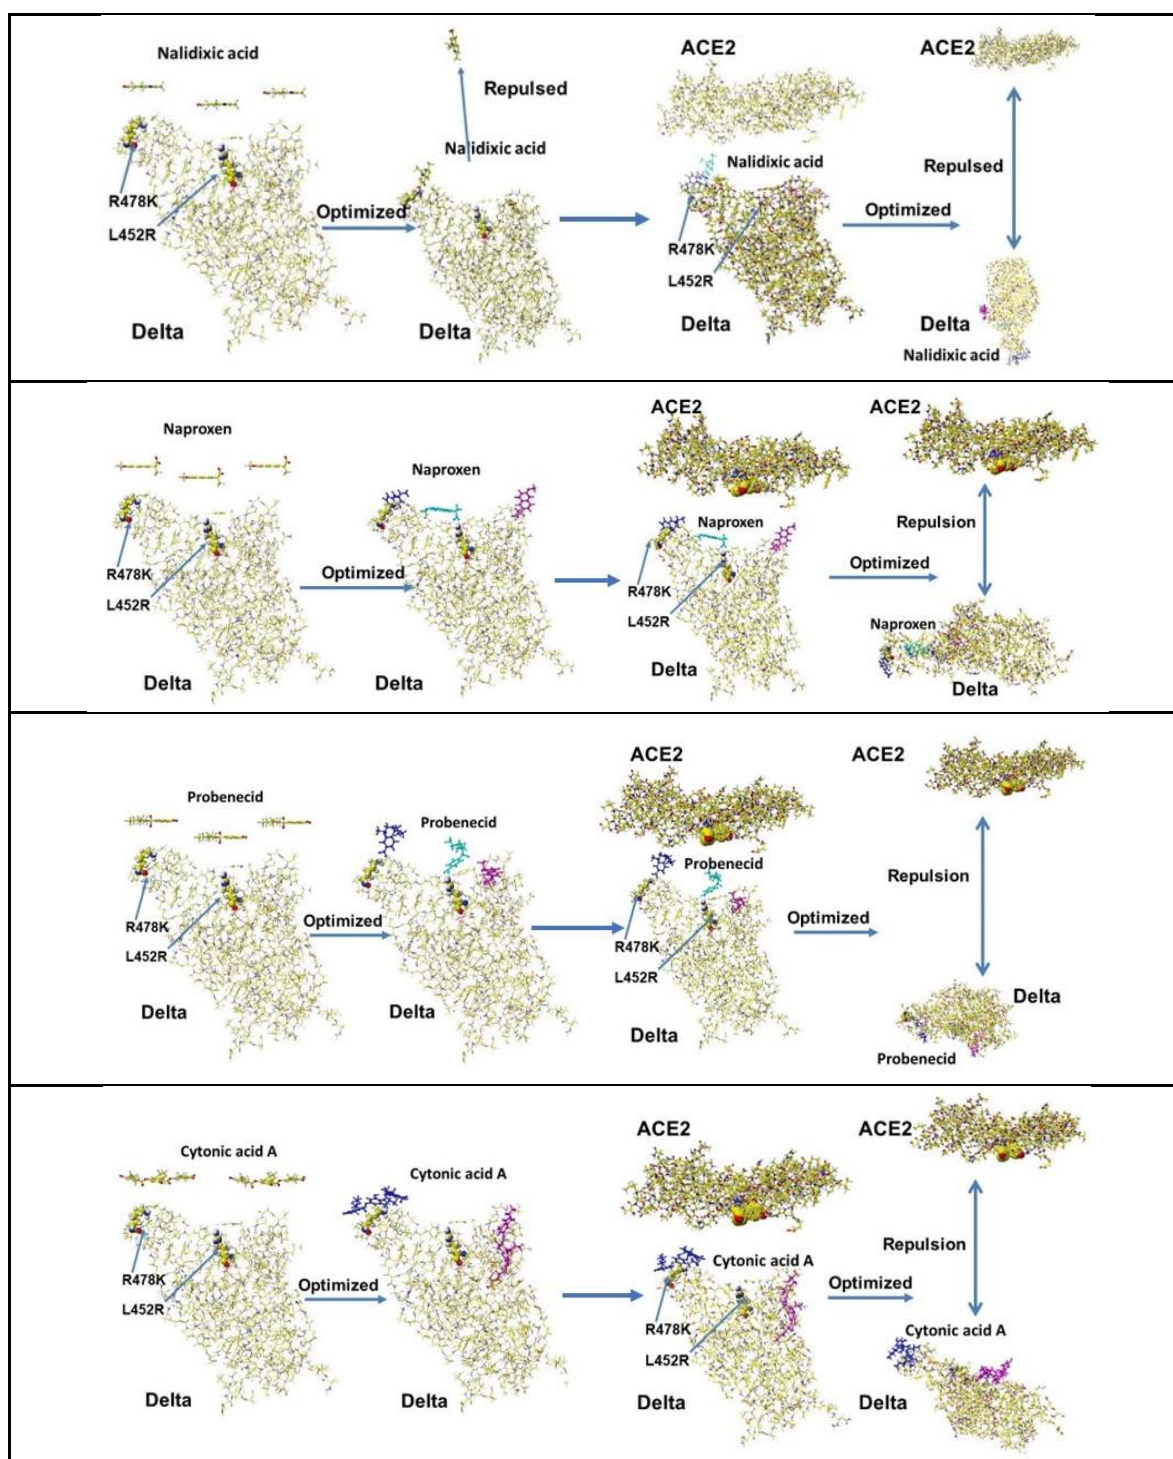 Nalidixic acid
R478K
L452R
Delta
Optimized
Repulsed
Nalidixic acid
Delta
ACE2
Nalidixic acid
R478K
L452R
Delta
Optimized
ACE2
Repulsed
Delta
Nalidixic acid
Naproxen
R478K
L452R
Delta
Optimized
Naproxen
Delta
ACE2
Naproxen
R478K
L452R
Delta
Optimized
ACE2
Repulsion
Naproxen
Delta
Probenecid
R478K
L452R
Delta
Optimized
Probenecid
Delta
ACE2
Probenecid
R478K
L452R
Delta
Optimized
ACE2
Repulsion
Delta
Probenecid
Cytonic acid A
R478K
L452R
Delta
Optimized
Cytonic acid A
Delta
ACE2
Cytonic acid A
R478K
L452R
Delta
Optimized
ACE2
Repulsion
Cytonic acid A
Delta